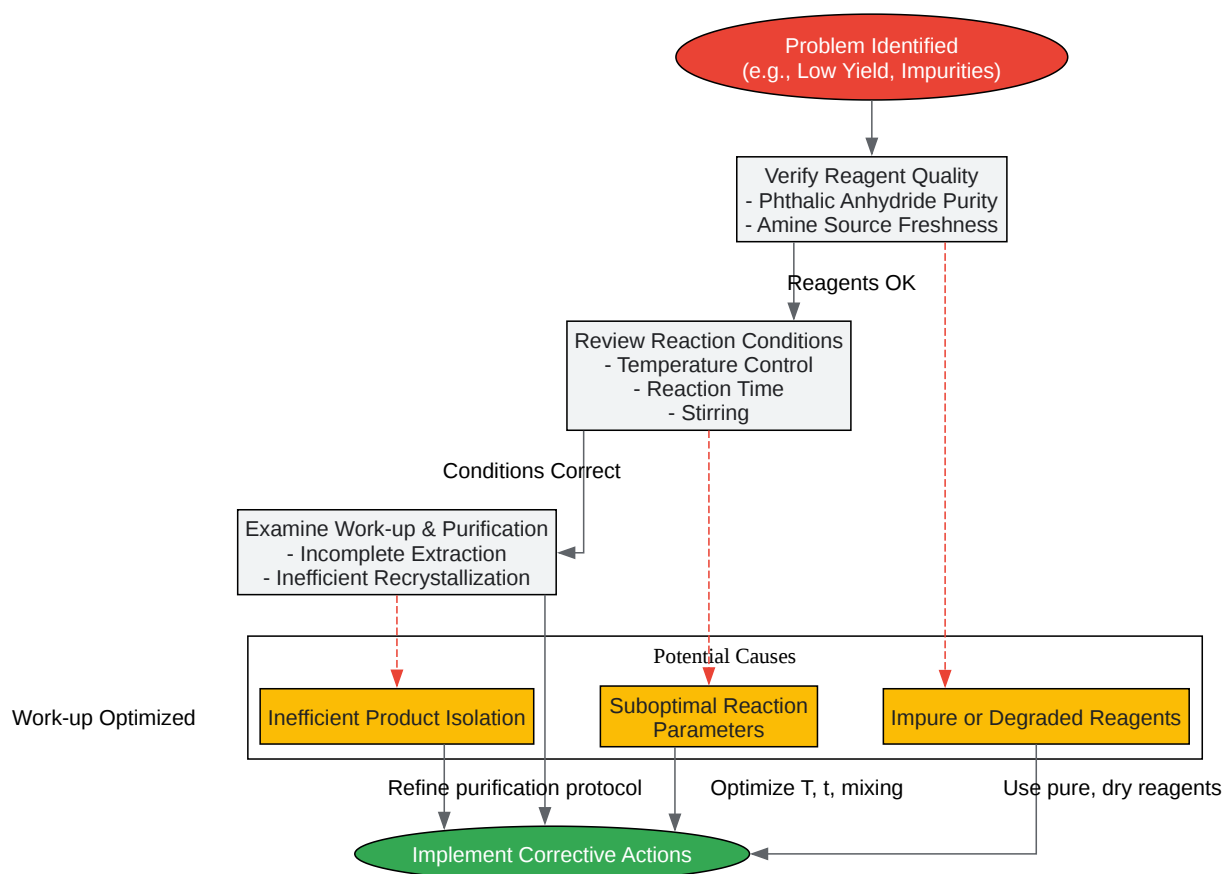 Problem Identified
(e.g., Low Yield, Impurities)
Verify Reagent Quality
- Phthalic Anhydride Purity
- Amine Source Freshness
Reagents OK
Review Reaction Conditions
- Temperature Control
- Reaction Time
- Stirring
Conditions Correct
Examine Work-up & Purification
- Incomplete Extraction
- Inefficient Recrystallization
Potential Causes
Work-up Optimized
Inefficient Product Isolation
Suboptimal Reaction
Parameters
Impure or Degraded Reagents
Refine purification protocol
Optimize T, t, mixing
Use pure, dry reagents
Implement Corrective Actions